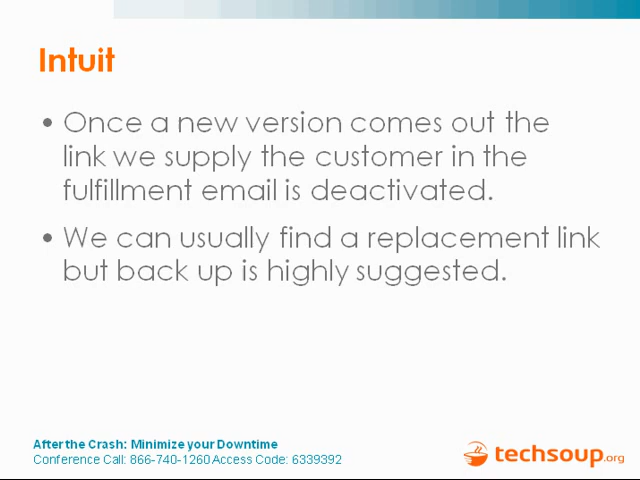 Intuit
• Once a new version comes out the
link we supply the customer in the
fulfillment email is deactivated.
• We can usually find a replacement link
but back up is highly suggested.
After the Crash: Minimize your Downtime
Conference Call: 866-740-1260 Access Code: 6339392
techsoup.org